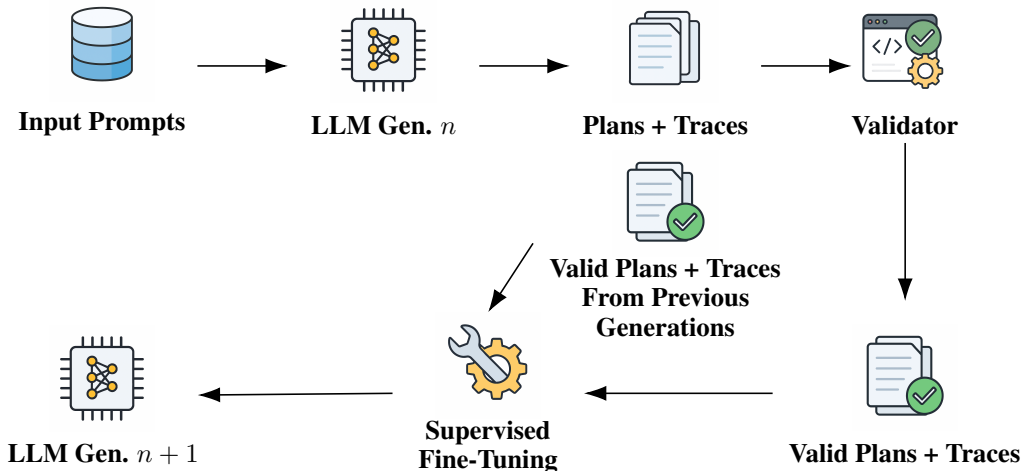 Input Prompts
LLM Gen. n
Plans + Traces
</>
Validator
Valid Plans + Traces
From Previous
Generations
LLM Gen. n + 1
Supervised
Fine-Tuning
Valid Plans + Traces